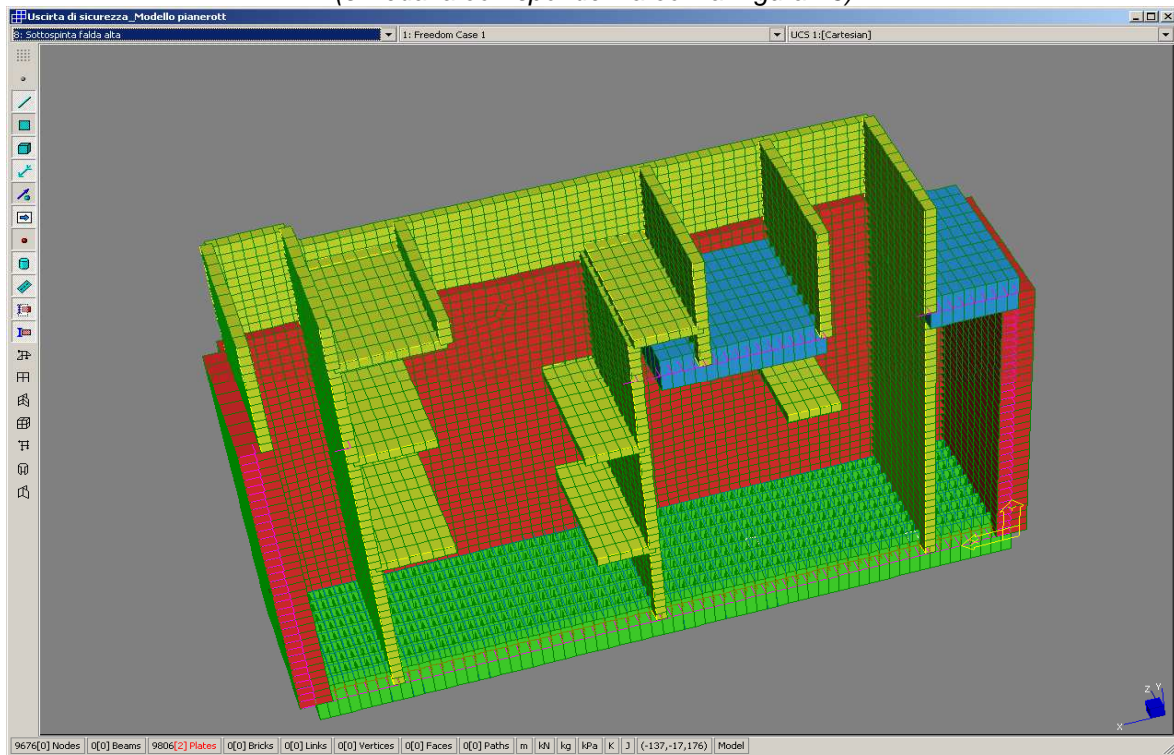 Uscirta di sicurezza_Modello pianerott
8: Sottospinta falda alta
1: Freedom Case 1
UCS 1:[Cartesian]
Z Y
X
9676[0] Nodes 0[0] Beams 9806[2] Plates 0[0] Bricks 0[0] Links 0[0] Vertices 0[0] Faces 0[0] Paths m kN kg kPa K J (-137,-17,176) Model